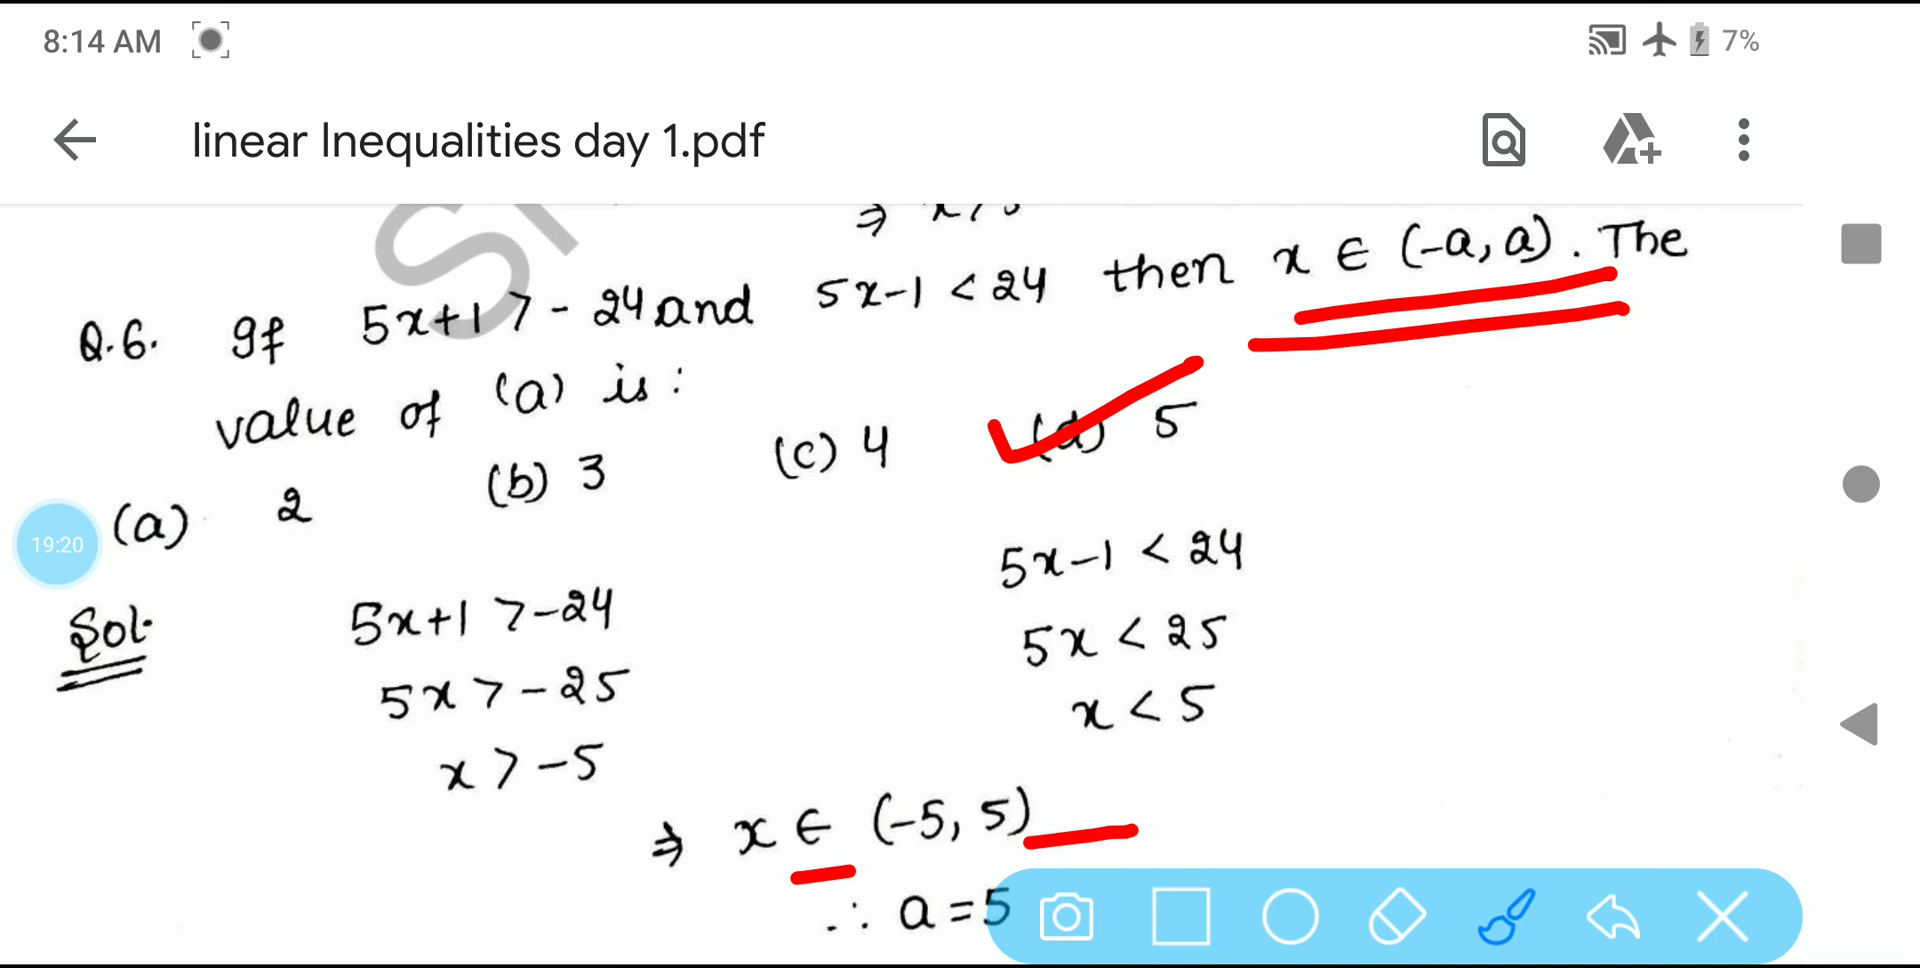 8:14 AM 7%
linear Inequalities day 1.pdf
Q.6. If 5x+1 > -24 and 5x-1 < 24 then x ∈ (-a, a). The
value of (a) is :
(a) 2 (b) 3 (c) 4 (d) 5
19:20
Sol.
5x+1 > -24 5x-1 < 24
5x > -25 5x < 25
x > -5 x < 5
⇒ x ∈ (-5, 5)
∴ a = 5